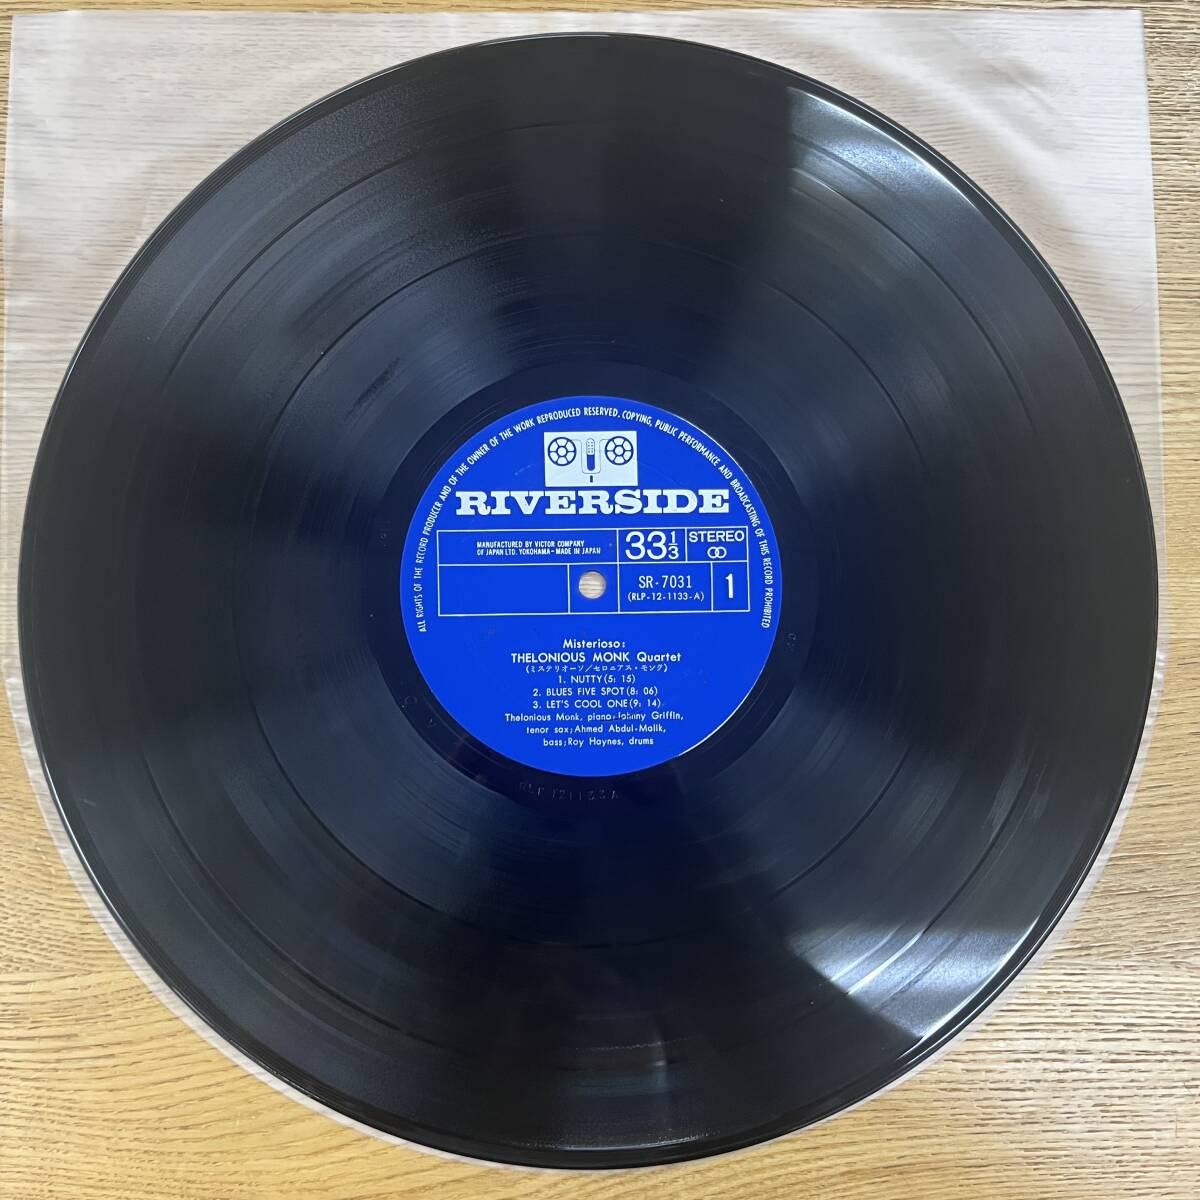 ALL RIGHTS OF THE RECORD PRODUCER AND OF THE OWNER OF THE WORK REPRODUCED RESERVED. COPYING, PUBLIC PERFORMANCE AND BROADCASTING OF THIS RECORD PROHIBITED
RIVERSIDE
MANUFACTURED BY VICTOR COMPANY
OF JAPAN LTD. YOKOHAMA-MADE IN JAPAN
33 1/3
STEREO
SR-7031
(RLP-12-1133-A)
1
Misterioso:
THELONIOUS MONK Quartet
(ミステリオーソ/セロニアス・モンク)
1. NUTTY(5: 15)
2. BLUES FIVE SPOT(8: 06)
3. LET'S COOL ONE(9: 14)
Thelonious Monk, piano;Johnny Griffin,
tenor sax;Ahmed Abdul-Malik,
bass;Roy Haynes, drums
RLP 121133A